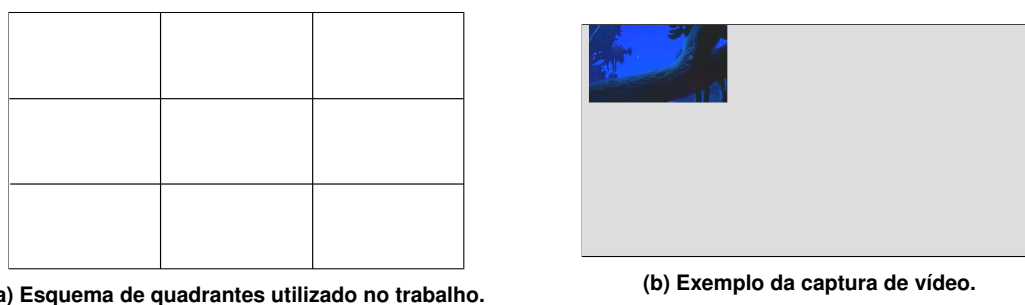 a) Esquema de quadrantes utilizado no trabalho.
(b) Exemplo da captura de vídeo.